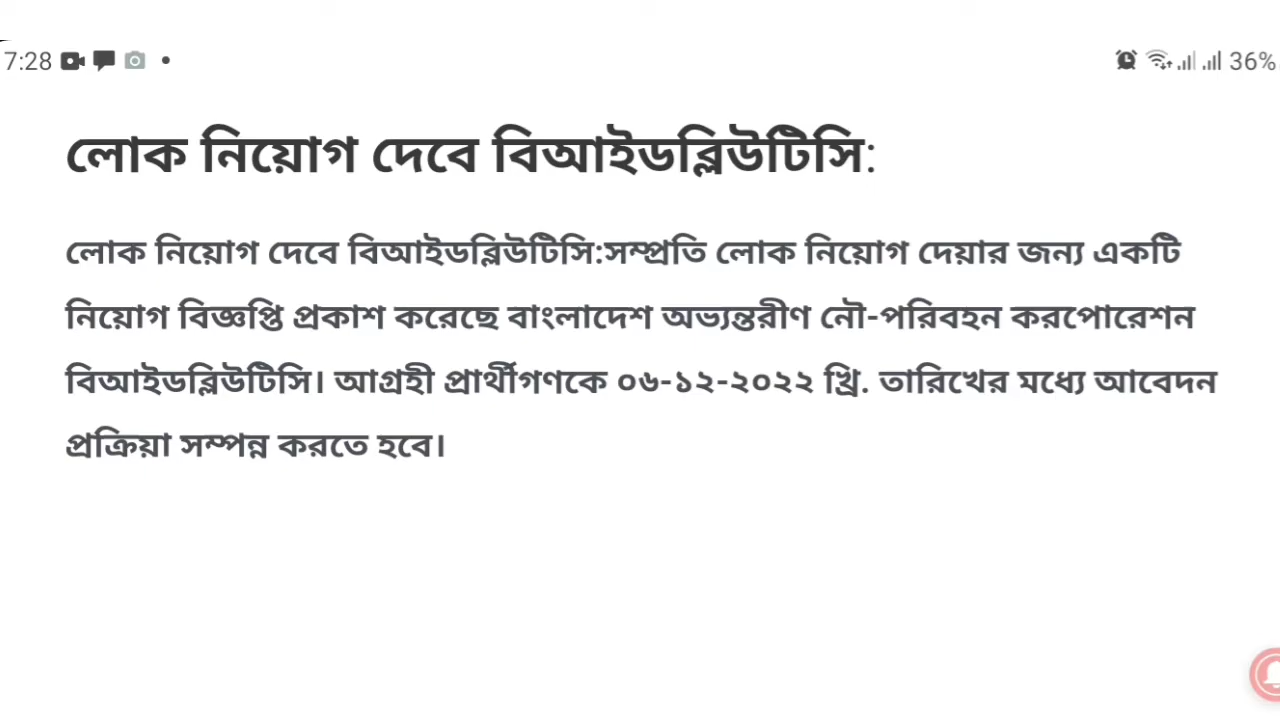 7:28 36%
লোক নিয়োগ দেবে বিআইডব্লিউটিসি:
লোক নিয়োগ দেবে বিআইডব্লিউটিসি:সম্প্রতি লোক নিয়োগ দেয়ার জন্য একটি
নিয়োগ বিজ্ঞপ্তি প্রকাশ করেছে বাংলাদেশ অভ্যন্তরীণ নৌ-পরিবহন করপোরেশন
বিআইডব্লিউটিসি। আগ্রহী প্রার্থীগণকে ০৬-১২-২০২২ খ্রি. তারিখের মধ্যে আবেদন
প্রক্রিয়া সম্পন্ন করতে হবে।